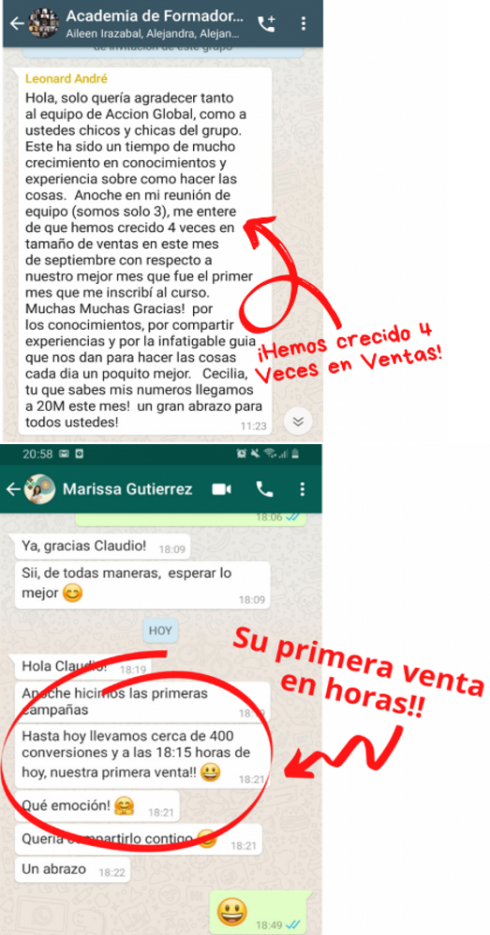 Academia de Formador...
Aileen Irazabal, Alejandra, Alejan...
de invitación de este grupo
Leonard André
Hola, solo quería agradecer tanto
al equipo de Accion Global, como a
ustedes chicos y chicas del grupo.
Este ha sido un tiempo de mucho
crecimiento en conocimientos y
experiencia sobre como hacer las
cosas. Anoche en mi reunión de
equipo (somos solo 3), me entere
de que hemos crecido 4 veces en
tamaño de ventas en este mes
de septiembre con respecto a
nuestro mejor mes que fue el primer
mes que me inscribí al curso.
Muchas Muchas Gracias! por
los conocimientos, por compartir
experiencias y por la infatigable guia
que nos dan para hacer las cosas
cada dia un poquito mejor. Cecilia,
tu que sabes mis numeros llegamos
a 20M este mes! un gran abrazo para
todos ustedes!
11:23
¡Hemos crecido 4
Veces en Ventas!
20:58
Marissa Gutierrez
18:06
Ya, gracias Claudio! 18:09
Sii, de todas maneras, esperar lo
mejor 😊
18:09
HOY
Hola Claudio! 18:19
Anoche hicimos las primeras
campañas
Hasta hoy llevamos cerca de 400
conversiones y a las 18:15 horas de
hoy, nuestra primera venta!! 😀
18:21
Qué emoción! 🤗 18:21
Quería compartirlo contigo 😊 18:21
Un abrazo 18:22
😀 18:49
Su primera venta
en horas!!